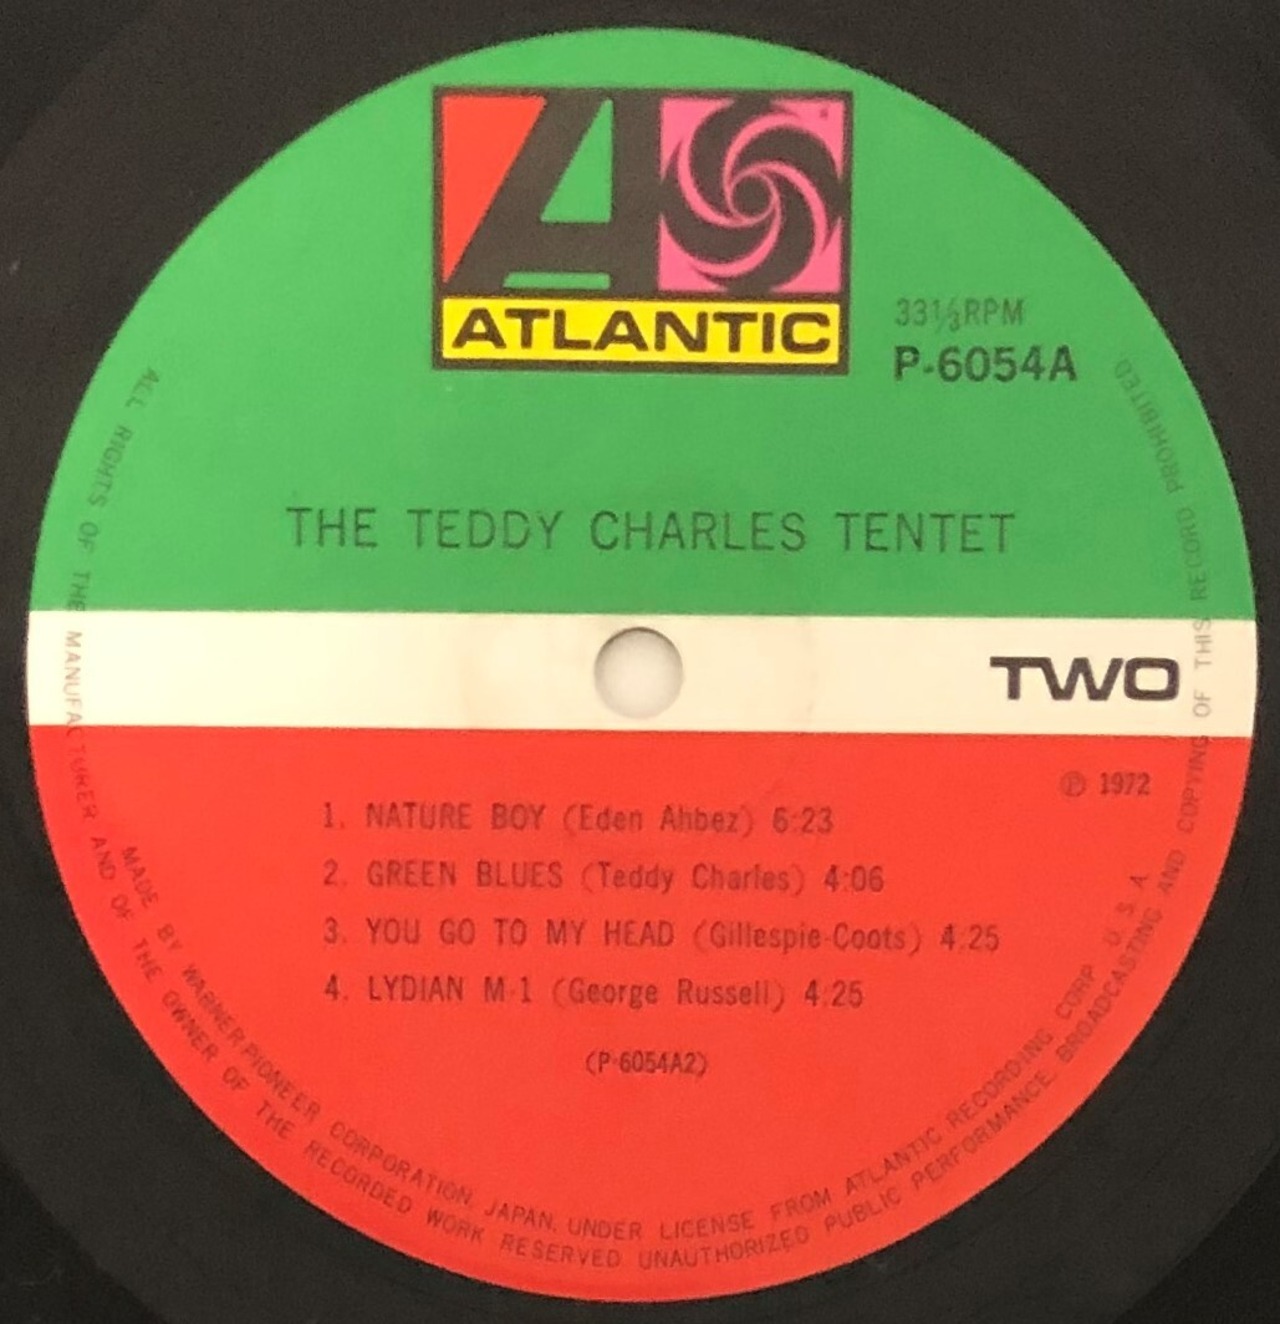 ATLANTIC
33⅓RPM
P-6054A
THE TEDDY CHARLES TENTET
TWO
℗ 1972
1. NATURE BOY (Eden Ahbez) 6:23
2. GREEN BLUES (Teddy Charles) 4:06
3. YOU GO TO MY HEAD (Gillespie-Coots) 4:25
4. LYDIAN M-1 (George Russell) 4:25
(P-6054A2)
MADE BY WARNER-PIONEER CORPORATION, JAPAN, UNDER LICENSE FROM ATLANTIC RECORDING CORP. U. S. A.
ALL RIGHTS OF THE MANUFACTURER AND OF THE OWNER OF THE RECORDED WORK RESERVED UNAUTHORIZED PUBLIC PERFORMANCE, BROADCASTING AND COPYING OF THIS RECORD PROHIBITED